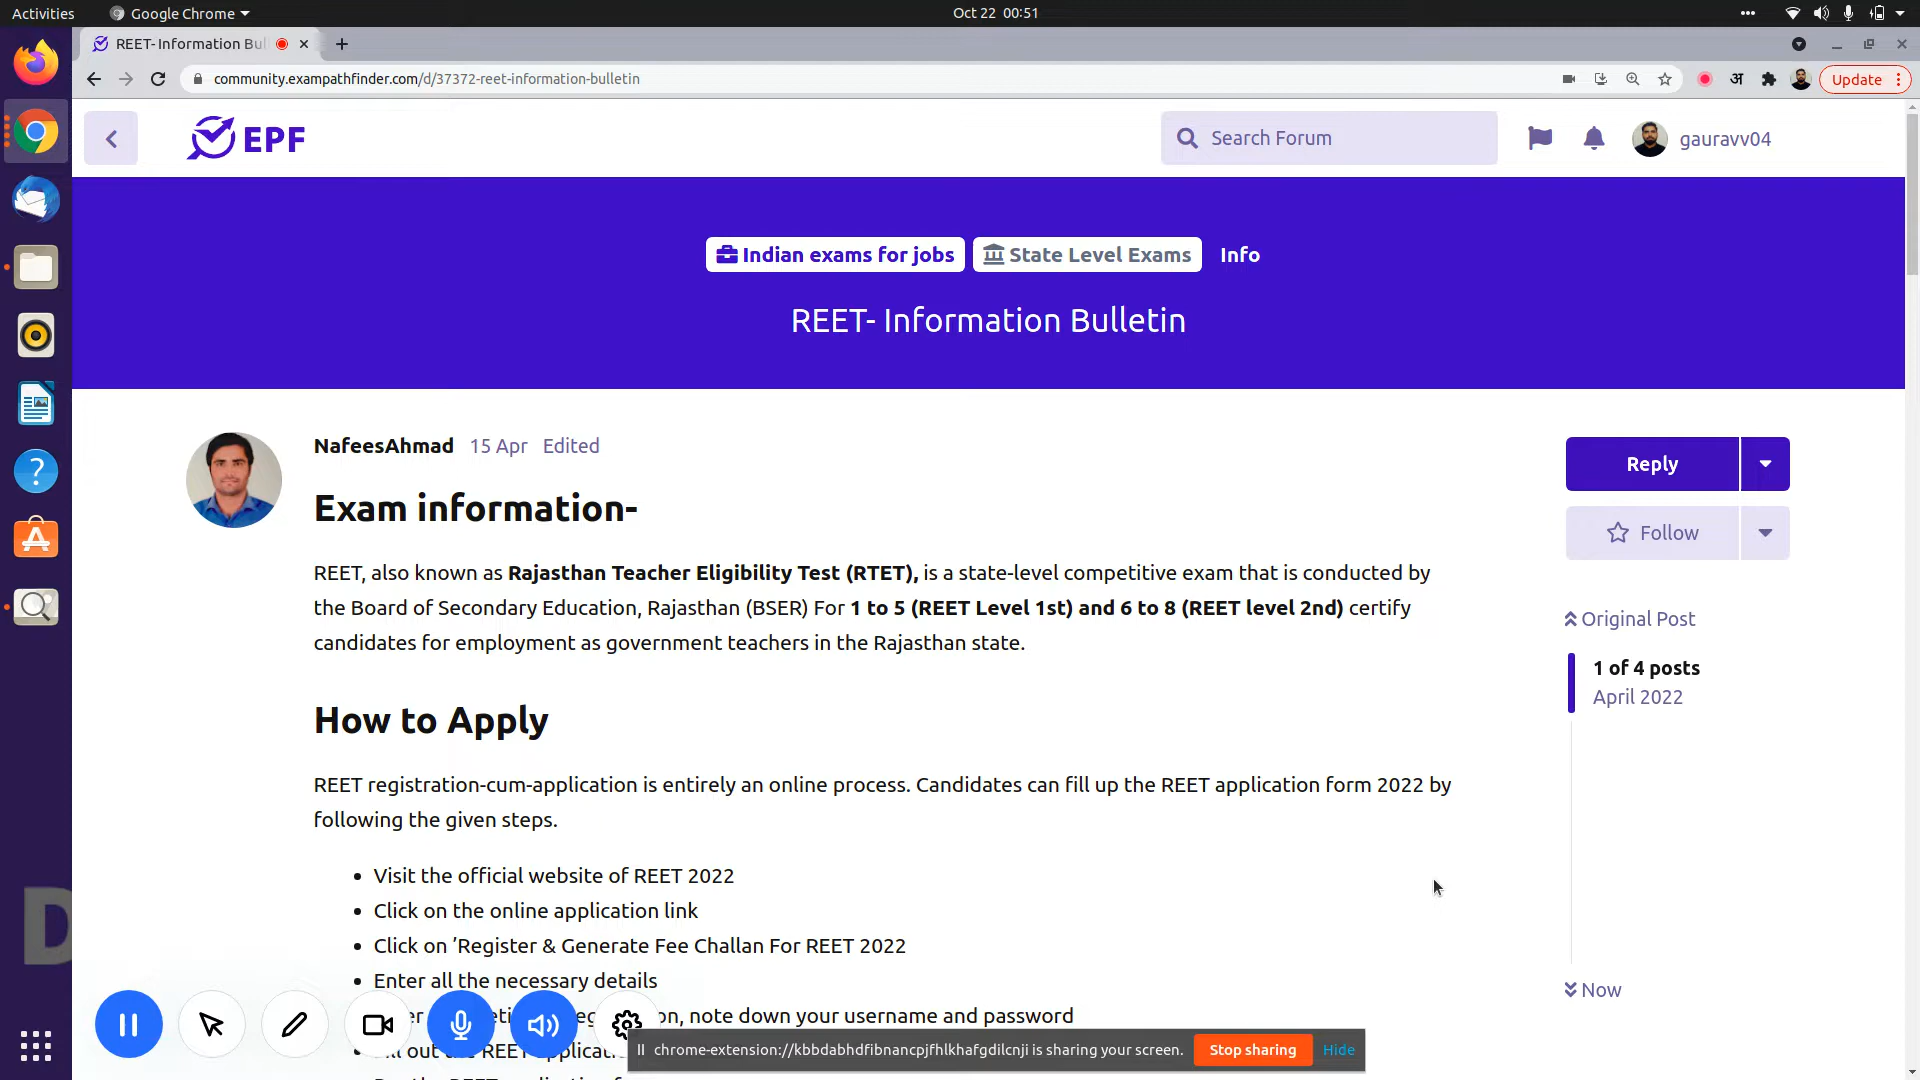 Activities
Google Chrome
Oct 22 00:51
REET- Information Bul
community.exampathfinder.com/d/37372-reet-information-bulletin
अ
Update
EPF
Search Forum
gauravv04
Indian exams for jobs
State Level Exams
Info
REET- Information Bulletin
NafeesAhmad 15 Apr Edited
Reply
Exam information-
Follow
REET, also known as Rajasthan Teacher Eligibility Test (RTET), is a state-level competitive exam that is conducted by
the Board of Secondary Education, Rajasthan (BSER) For 1 to 5 (REET Level 1st) and 6 to 8 (REET level 2nd) certify
candidates for employment as government teachers in the Rajasthan state.
Original Post
1 of 4 posts
April 2022
How to Apply
REET registration-cum-application is entirely an online process. Candidates can fill up the REET application form 2022 by
following the given steps.
• Visit the official website of REET 2022
• Click on the online application link
• Click on ’Register & Generate Fee Challan For REET 2022
• Enter all the necessary details
on, note down your username and password
Now
out REET
chrome-extension://kbbdabhdfibnancpjfhlkhafgdilcnji is sharing your screen.
Stop sharing
Hide
D